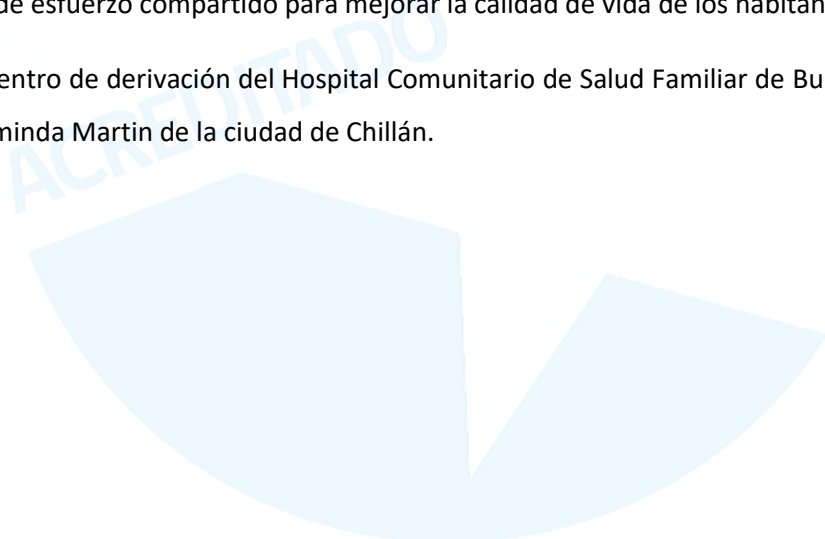 de esfuerzo compartido para mejorar la calidad de vida de los
entro de derivación del Hospital Comunitario de Salud Familiar de Bu
minda Martin de la ciudad de Chillán.
ACREDITADO